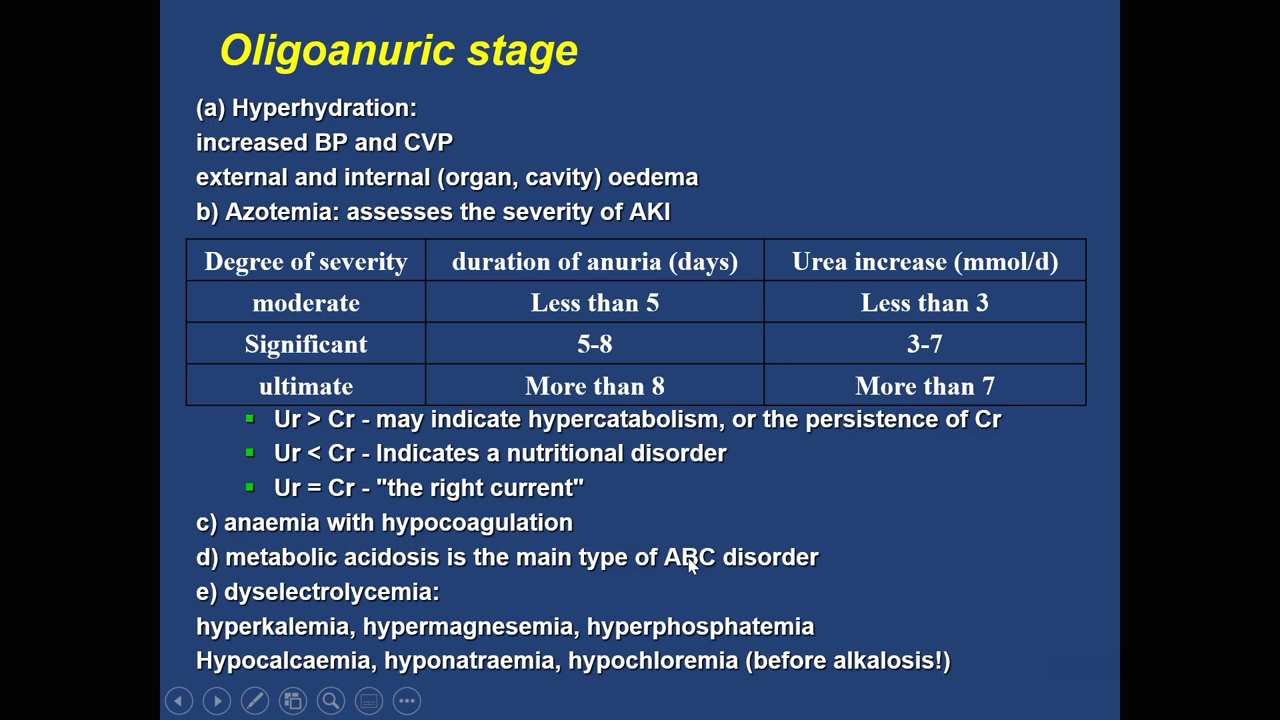 Oligoanuric stage
(a) Hyperhydration:
increased BP and CVP
external and internal (organ, cavity) oedema
b) Azotemia: assesses the severity of AKI
Degree of severity duration of anuria (days) Urea increase (mmol/d)
moderate Less than 5 Less than 3
Significant 5-8 3-7
ultimate More than 8 More than 7
Ur > Cr - may indicate hypercatabolism, or the persistence of Cr
Ur < Cr - Indicates a nutritional disorder
Ur = Cr - "the right current"
c) anaemia with hypocoagulation
d) metabolic acidosis is the main type of ABC disorder
e) dyselectrolycemia:
hyperkalemia, hypermagnesemia, hyperphosphatemia
Hypocalcaemia, hyponatraemia, hypochloremia (before alkalosis!)